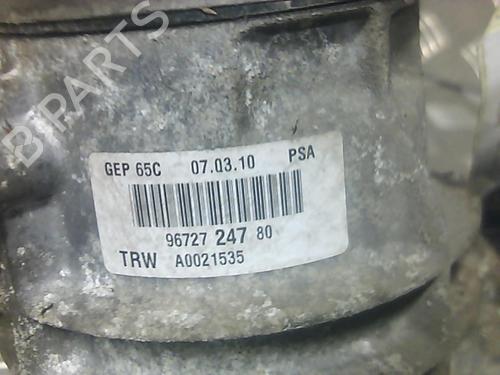 B-PARTS
GEP 65C 07.03.10 PSA
96727 247 80
TRW A0021535